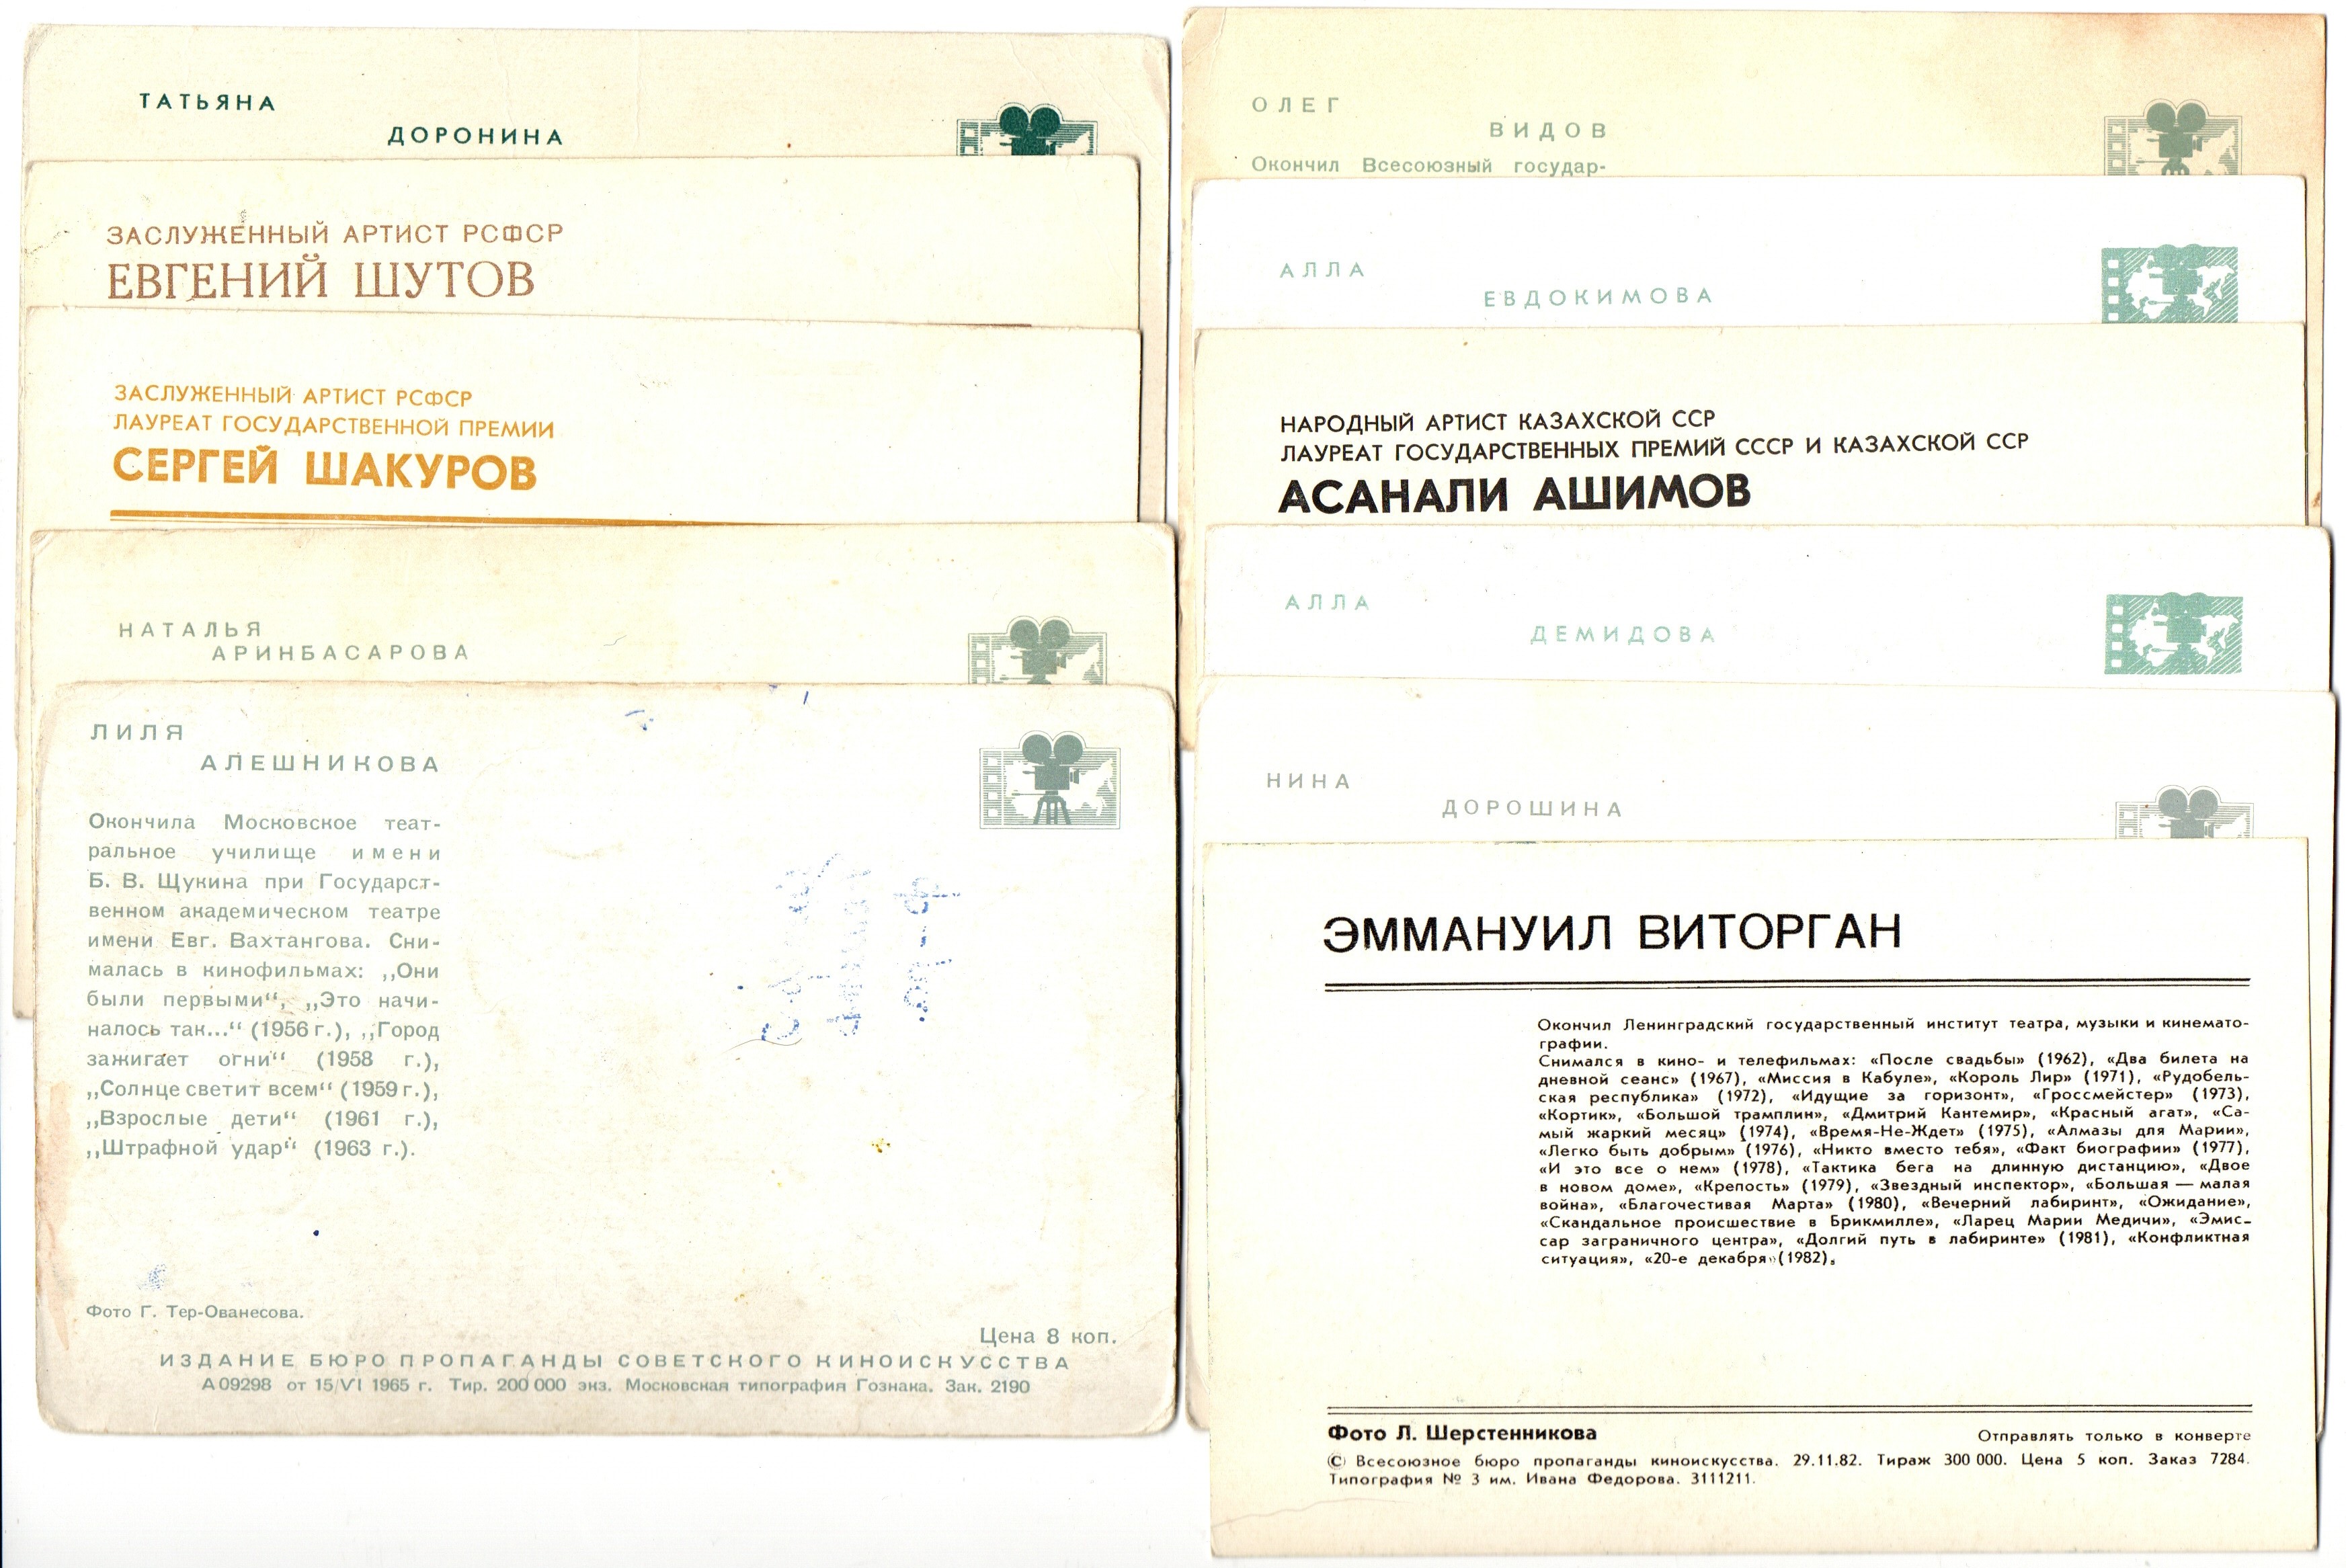 ТАТЬЯНА
ДОРОНИНА
ЗАСЛУЖЕННЫЙ АРТИСТ РСФСР
ЕВГЕНИЙ ШУТОВ
ЗАСЛУЖЕННЫЙ АРТИСТ РСФСР
ЛАУРЕАТ ГОСУДАРСТВЕННОЙ ПРЕМИИ
СЕРГЕЙ ШАКУРОВ
НАТАЛЬЯ
АРИНБАСАРОВА
ЛИЛЯ
АЛЕШНИКОВА
Окончила Московское теат-
ральное училище имени
Б. В. Щукина при Государст-
венном академическом театре
имени Евг. Вахтангова. Сни-
малась в кинофильмах: „Они
были первыми“, „Это начи-
налось так...“ (1956 г.), „Город
зажигает огни“ (1958 г.),
„Солнце светит всем“ (1959 г.),
„Взрослые дети“ (1961 г.),
„Штрафной удар“ (1963 г.).
Фото Г. Тер-Ованесова.
Цена 8 коп.
ИЗДАНИЕ БЮРО ПРОПАГАНДЫ СОВЕТСКОГО КИНОИСКУССТВА
А 09298 от 15/VI 1965 г. Тир. 200 000 экз. Московская типография Гознака. Зак. 2190
ОЛЕГ
ВИДОВ
Окончил Всесоюзный государ-
АЛЛА
ЕВДОКИМОВА
НАРОДНЫЙ АРТИСТ КАЗАХСКОЙ ССР
ЛАУРЕАТ ГОСУДАРСТВЕННЫХ ПРЕМИЙ СССР И КАЗАХСКОЙ ССР
АСАНАЛИ АШИМОВ
АЛЛА
ДЕМИДОВА
НИНА
ДОРОШИНА
ЭММАНУИЛ ВИТОРГАН
Окончил Ленинградский государственный институт театра, музыки и кинемато-
графии.
Снимался в кино- и телефильмах: «После свадьбы» (1962), «Два билета на
дневной сеанс» (1967), «Миссия в Кабуле», «Король Лир» (1971), «Рудобель-
ская республика» (1972), «Идущие за горизонт», «Гроссмейстер» (1973),
«Кортик», «Большой трамплин», «Дмитрий Кантемир», «Красный агат», «Са-
мый жаркий месяц» (1974), «Время-Не-Ждет» (1975), «Алмазы для Марии»,
«Легко быть добрым» (1976), «Никто вместо тебя», «Факт биографии» (1977),
«И это все о нем» (1978), «Тактика бега на длинную дистанцию», «Двое
в новом доме», «Крепость» (1979), «Звездный инспектор», «Большая — малая
война», «Благочестивая Марта» (1980), «Вечерний лабиринт», «Ожидание»,
«Скандальное происшествие в Брикмилле», «Ларец Марии Медичи», «Эмис-
сар заграничного центра», «Долгий путь в лабиринте» (1981), «Конфликтная
ситуация», «20-е декабря» (1982).
Фото Л. Шерстенникова
Отправлять только в конверте
© Всесоюзное бюро пропаганды киноискусства. 29.11.82. Тираж 300 000. Цена 5 коп. Заказ 7284.
Типография № 3 им. Ивана Федорова. 3111211.